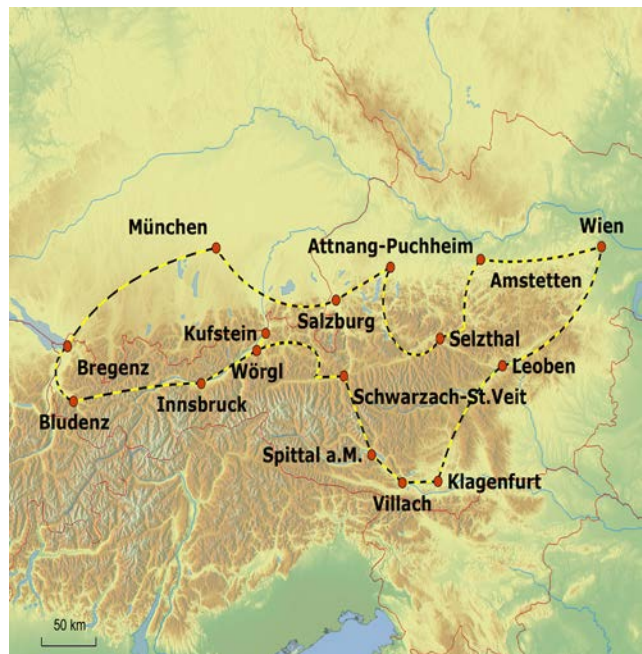 Wien
München
Attnang-Puchheim
Amstetten
Salzburg
Kufstein
Selzthal
Bregenz
Wörgl
Leoben
Schwarzach-St.Veit
Innsbruck
Bludenz
Spittal a.M.
Klagenfurt
Villach
50 km